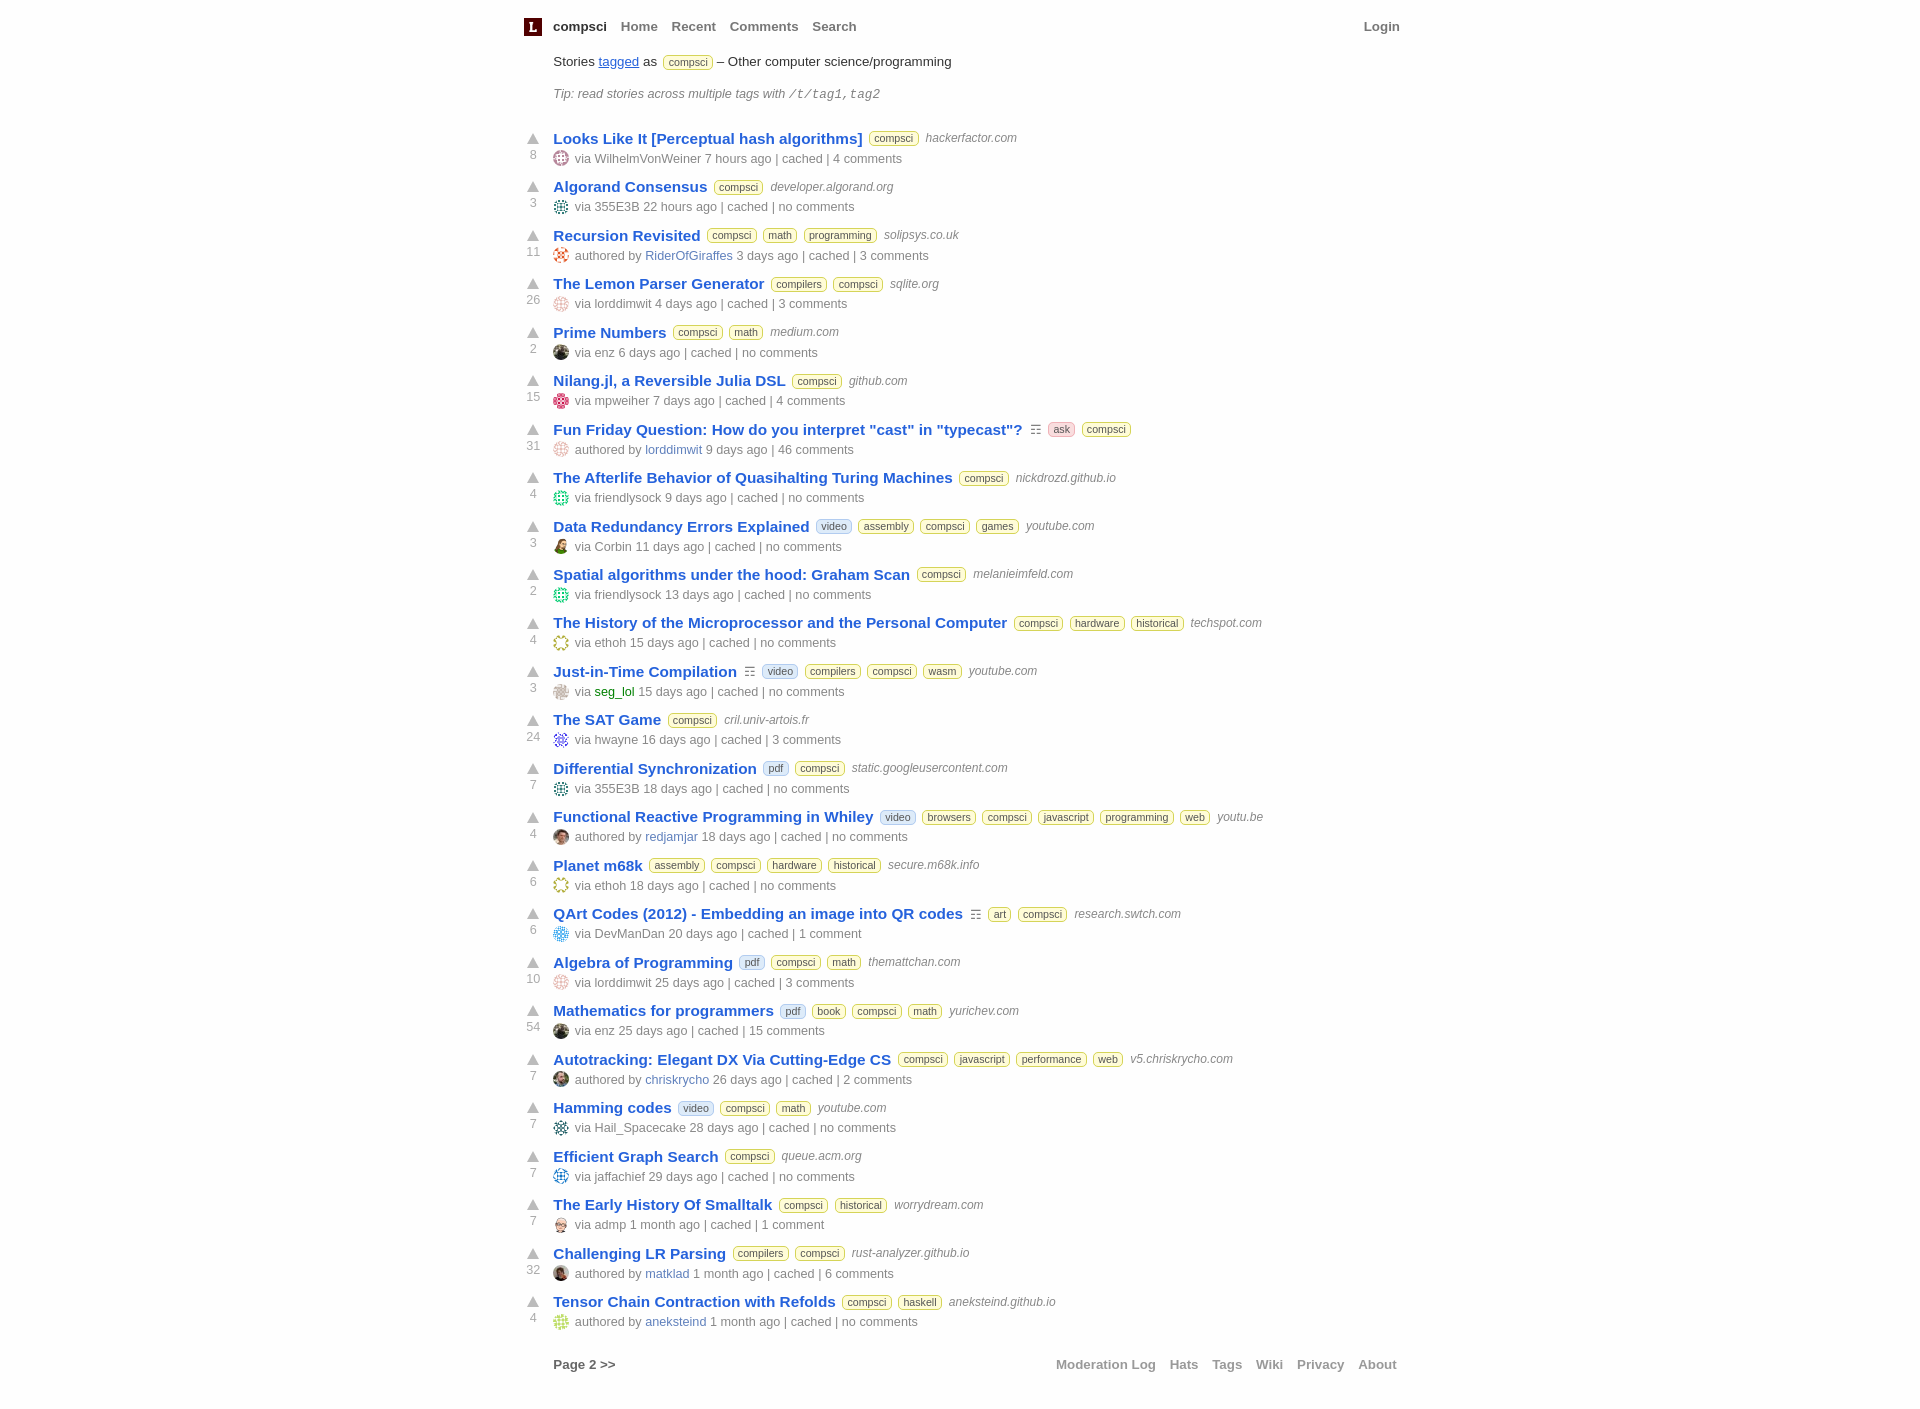 L compsci Home Recent Comments Search Login
Stories tagged as compsci – Other computer science/programming
Tip: read stories across multiple tags with /t/tag1,tag2
Looks Like It [Perceptual hash algorithms] compsci hackerfactor.com
8 via WilhelmVonWeiner 7 hours ago | cached | 4 comments
Algorand Consensus compsci developer.algorand.org
3 via 355E3B 22 hours ago | cached | no comments
Recursion Revisited compsci math programming solipsys.co.uk
11 authored by RiderOfGiraffes 3 days ago | cached | 3 comments
The Lemon Parser Generator compilers compsci sqlite.org
26 via lorddimwit 4 days ago | cached | 3 comments
Prime Numbers compsci math medium.com
2 via enz 6 days ago | cached | no comments
Nilang.jl, a Reversible Julia DSL compsci github.com
15 via mpweiher 7 days ago | cached | 4 comments
Fun Friday Question: How do you interpret "cast" in "typecast"? ☶ ask compsci
31 authored by lorddimwit 9 days ago | 46 comments
The Afterlife Behavior of Quasihalting Turing Machines compsci nickdrozd.github.io
4 via friendlysock 9 days ago | cached | no comments
Data Redundancy Errors Explained video assembly compsci games youtube.com
3 via Corbin 11 days ago | cached | no comments
Spatial algorithms under the hood: Graham Scan compsci melanieimfeld.com
2 via friendlysock 13 days ago | cached | no comments
The History of the Microprocessor and the Personal Computer compsci hardware historical techspot.com
4 via ethoh 15 days ago | cached | no comments
Just-in-Time Compilation ☶ video compilers compsci wasm youtube.com
3 via seg_lol 15 days ago | cached | no comments
The SAT Game compsci cril.univ-artois.fr
24 via hwayne 16 days ago | cached | 3 comments
Differential Synchronization pdf compsci static.googleusercontent.com
7 via 355E3B 18 days ago | cached | no comments
Functional Reactive Programming in Whiley video browsers compsci javascript programming web youtu.be
4 authored by redjamjar 18 days ago | cached | no comments
Planet m68k assembly compsci hardware historical secure.m68k.info
6 via ethoh 18 days ago | cached | no comments
QArt Codes (2012) - Embedding an image into QR codes ☶ art compsci research.swtch.com
6 via DevManDan 20 days ago | cached | 1 comment
Algebra of Programming pdf compsci math themattchan.com
10 via lorddimwit 25 days ago | cached | 3 comments
Mathematics for programmers pdf book compsci math yurichev.com
54 via enz 25 days ago | cached | 15 comments
Autotracking: Elegant DX Via Cutting-Edge CS compsci javascript performance web v5.chriskrycho.com
7 authored by chriskrycho 26 days ago | cached | 2 comments
Hamming codes video compsci math youtube.com
7 via Hail_Spacecake 28 days ago | cached | no comments
Efficient Graph Search compsci queue.acm.org
7 via jaffachief 29 days ago | cached | no comments
The Early History Of Smalltalk compsci historical worrydream.com
7 via admp 1 month ago | cached | 1 comment
Challenging LR Parsing compilers compsci rust-analyzer.github.io
32 authored by matklad 1 month ago | cached | 6 comments
Tensor Chain Contraction with Refolds compsci haskell aneksteind.github.io
4 authored by aneksteind 1 month ago | cached | no comments
Page 2 >> Moderation Log Hats Tags Wiki Privacy About